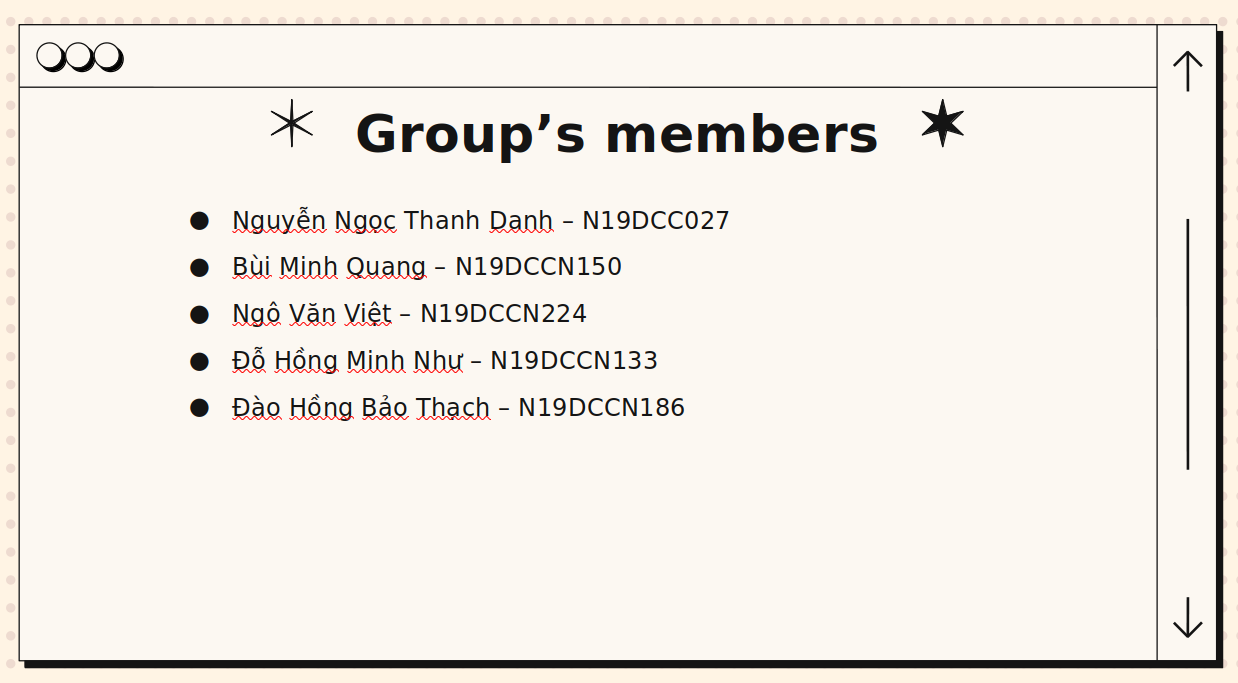 Group’s members
● Nguyễn Ngọc Thanh Danh – N19DCC027
● Bùi Minh Quang – N19DCCN150
● Ngô Văn Việt – N19DCCN224
● Đỗ Hồng Minh Như – N19DCCN133
● Đào Hồng Bảo Thạch – N19DCCN186